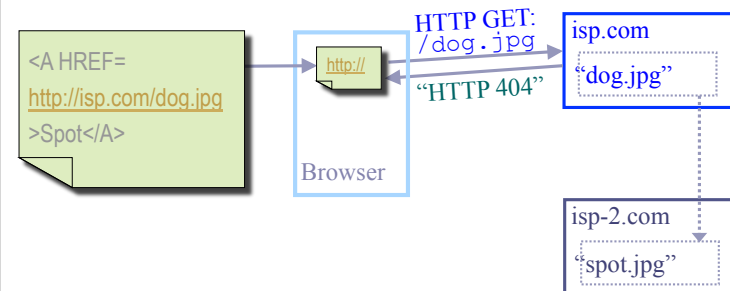 <A HREF=
http://isp.com/dog.jpg
>Spot</A>
http://
Browser
HTTP GET:
/dog.jpg
“HTTP 404”
isp.com
“dog.jpg”
isp-2.com
“spot.jpg”